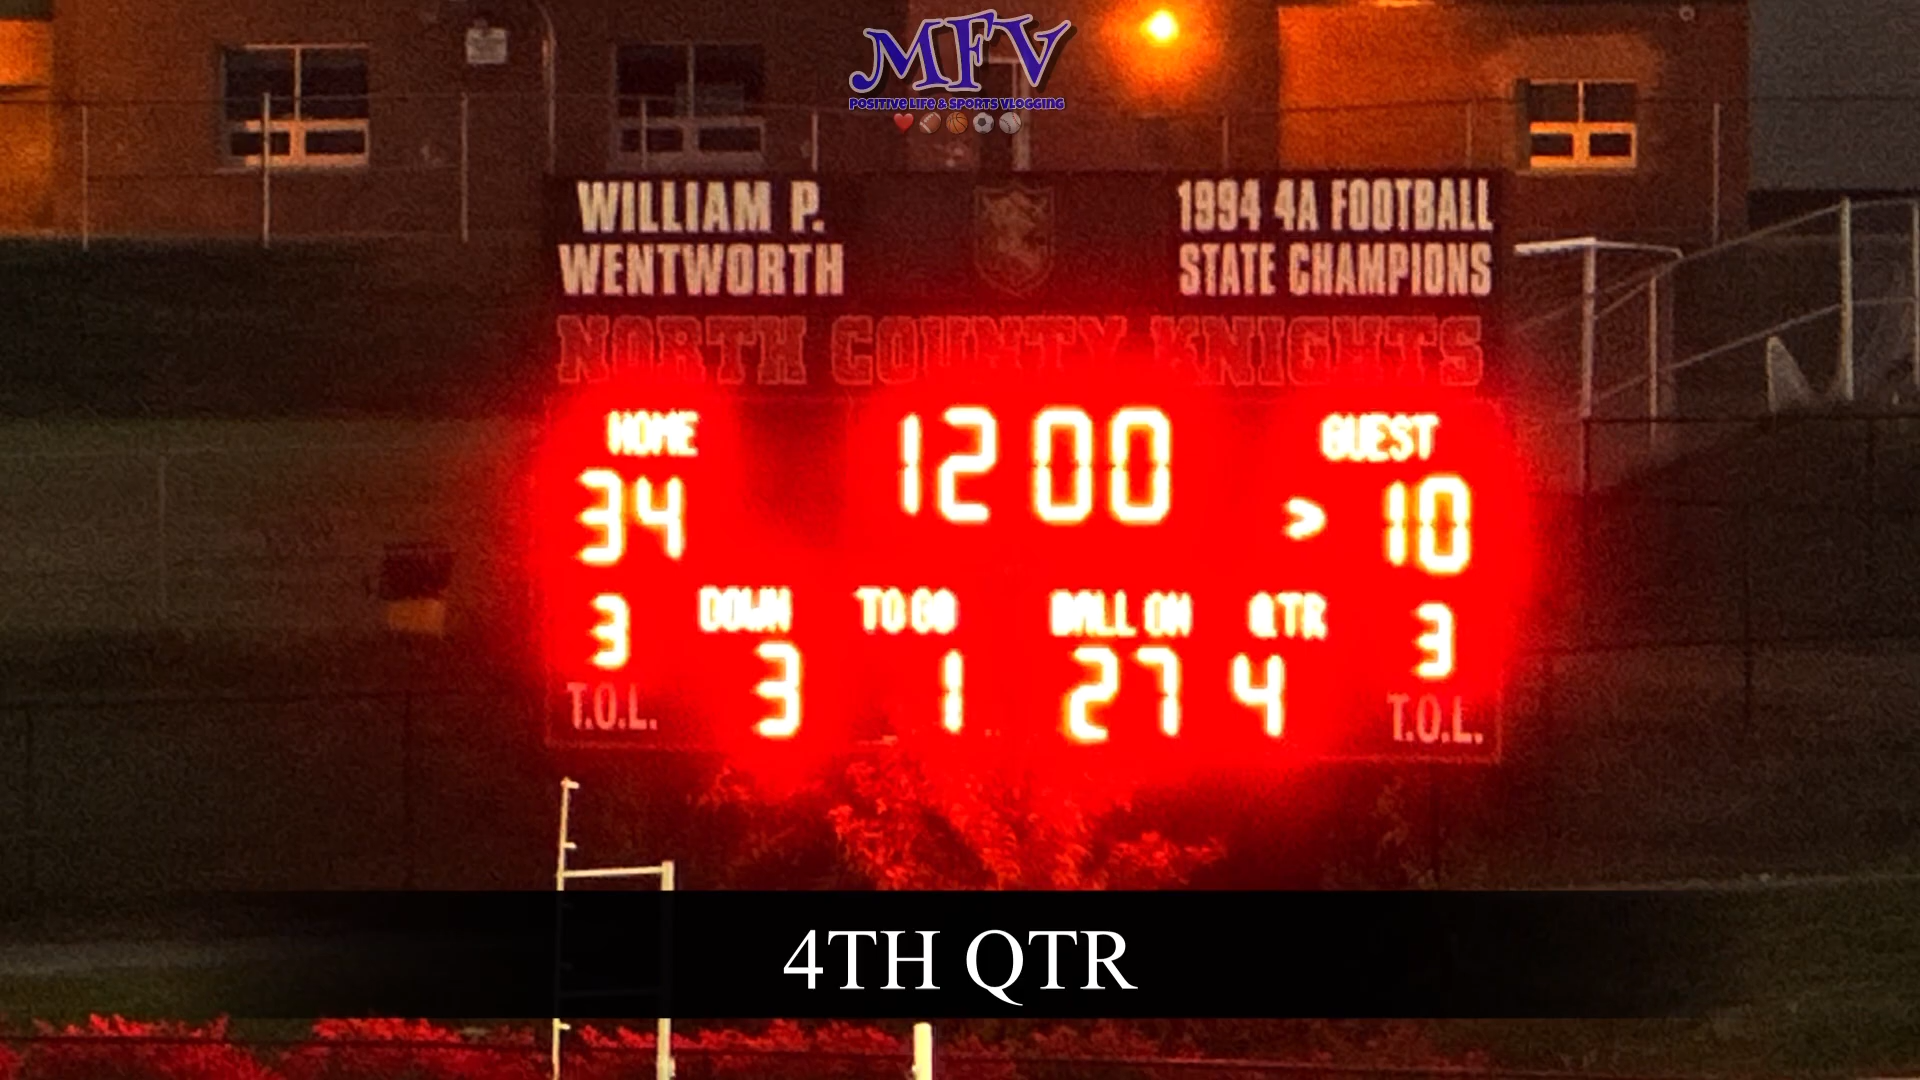 MFV
POSITIVE LIFE & SPORTS VLOGGING
WILLIAM P.
WENTWORTH
1994 4A FOOTBALL
STATE CHAMPIONS
NORTH COUNTY KNIGHTS
HOME
12 00
GUEST
34
> 10
DOWN
TO GO
BALL ON
QTR
3
3
T.O.L.
3
1
27
4
T.O.L.
4TH QTR